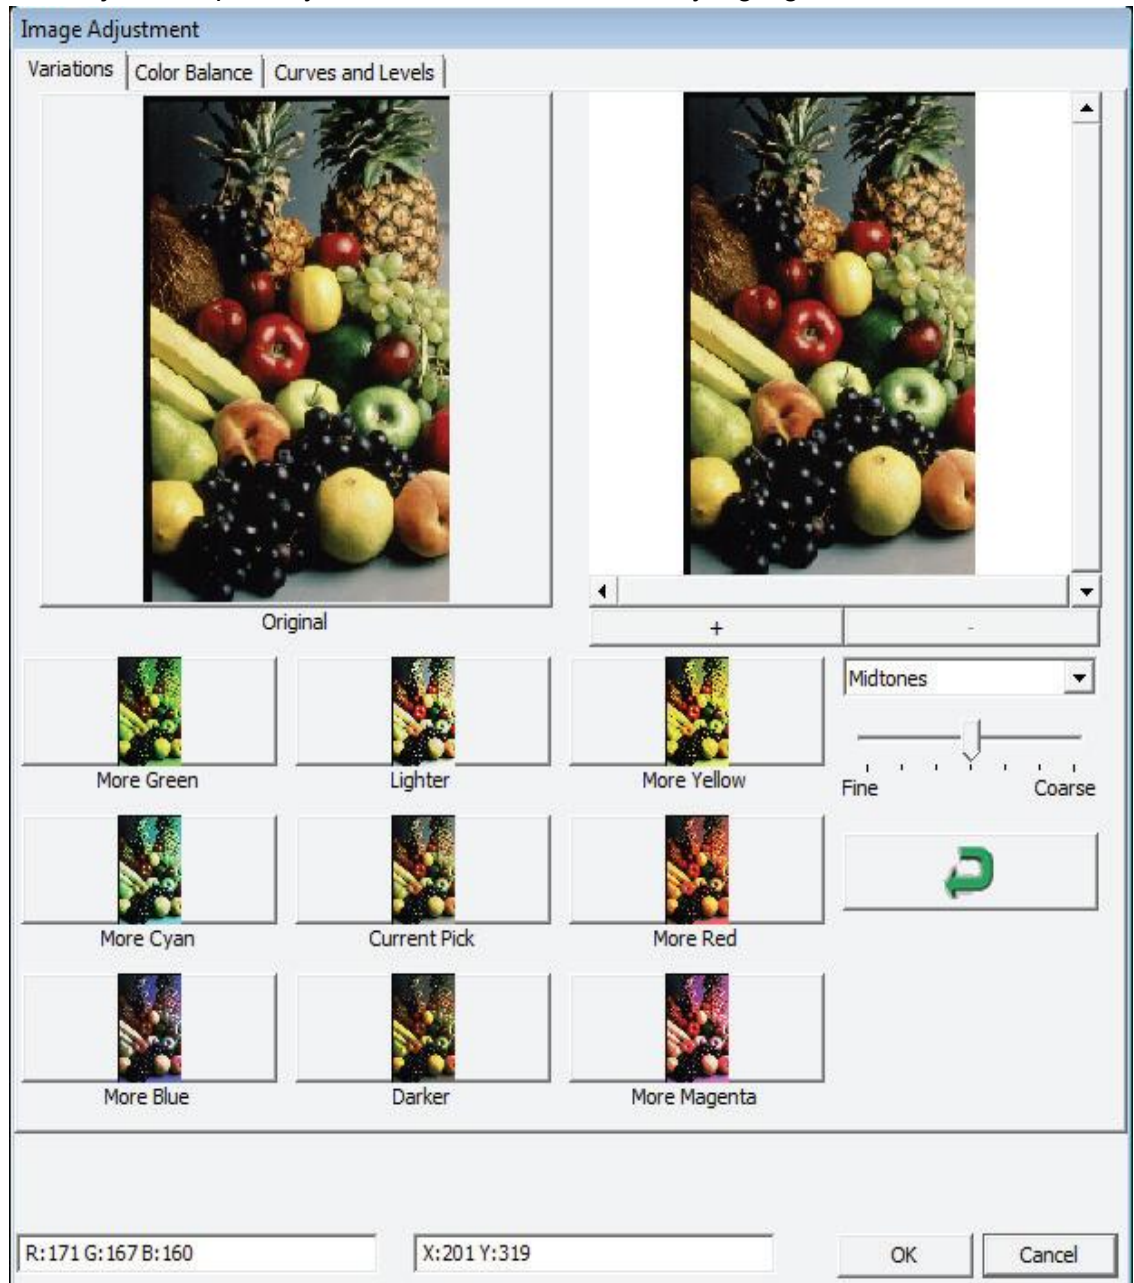 Image Adjustment
Variations Color Balance Curves and Levels
Original
+ -
Midtones
More Green Lighter More Yellow
Fine Coarse
More Cyan Current Pick More Red
More Blue Darker More Magenta
R:171 G:167 B:160 X:201 Y:319 OK Cancel